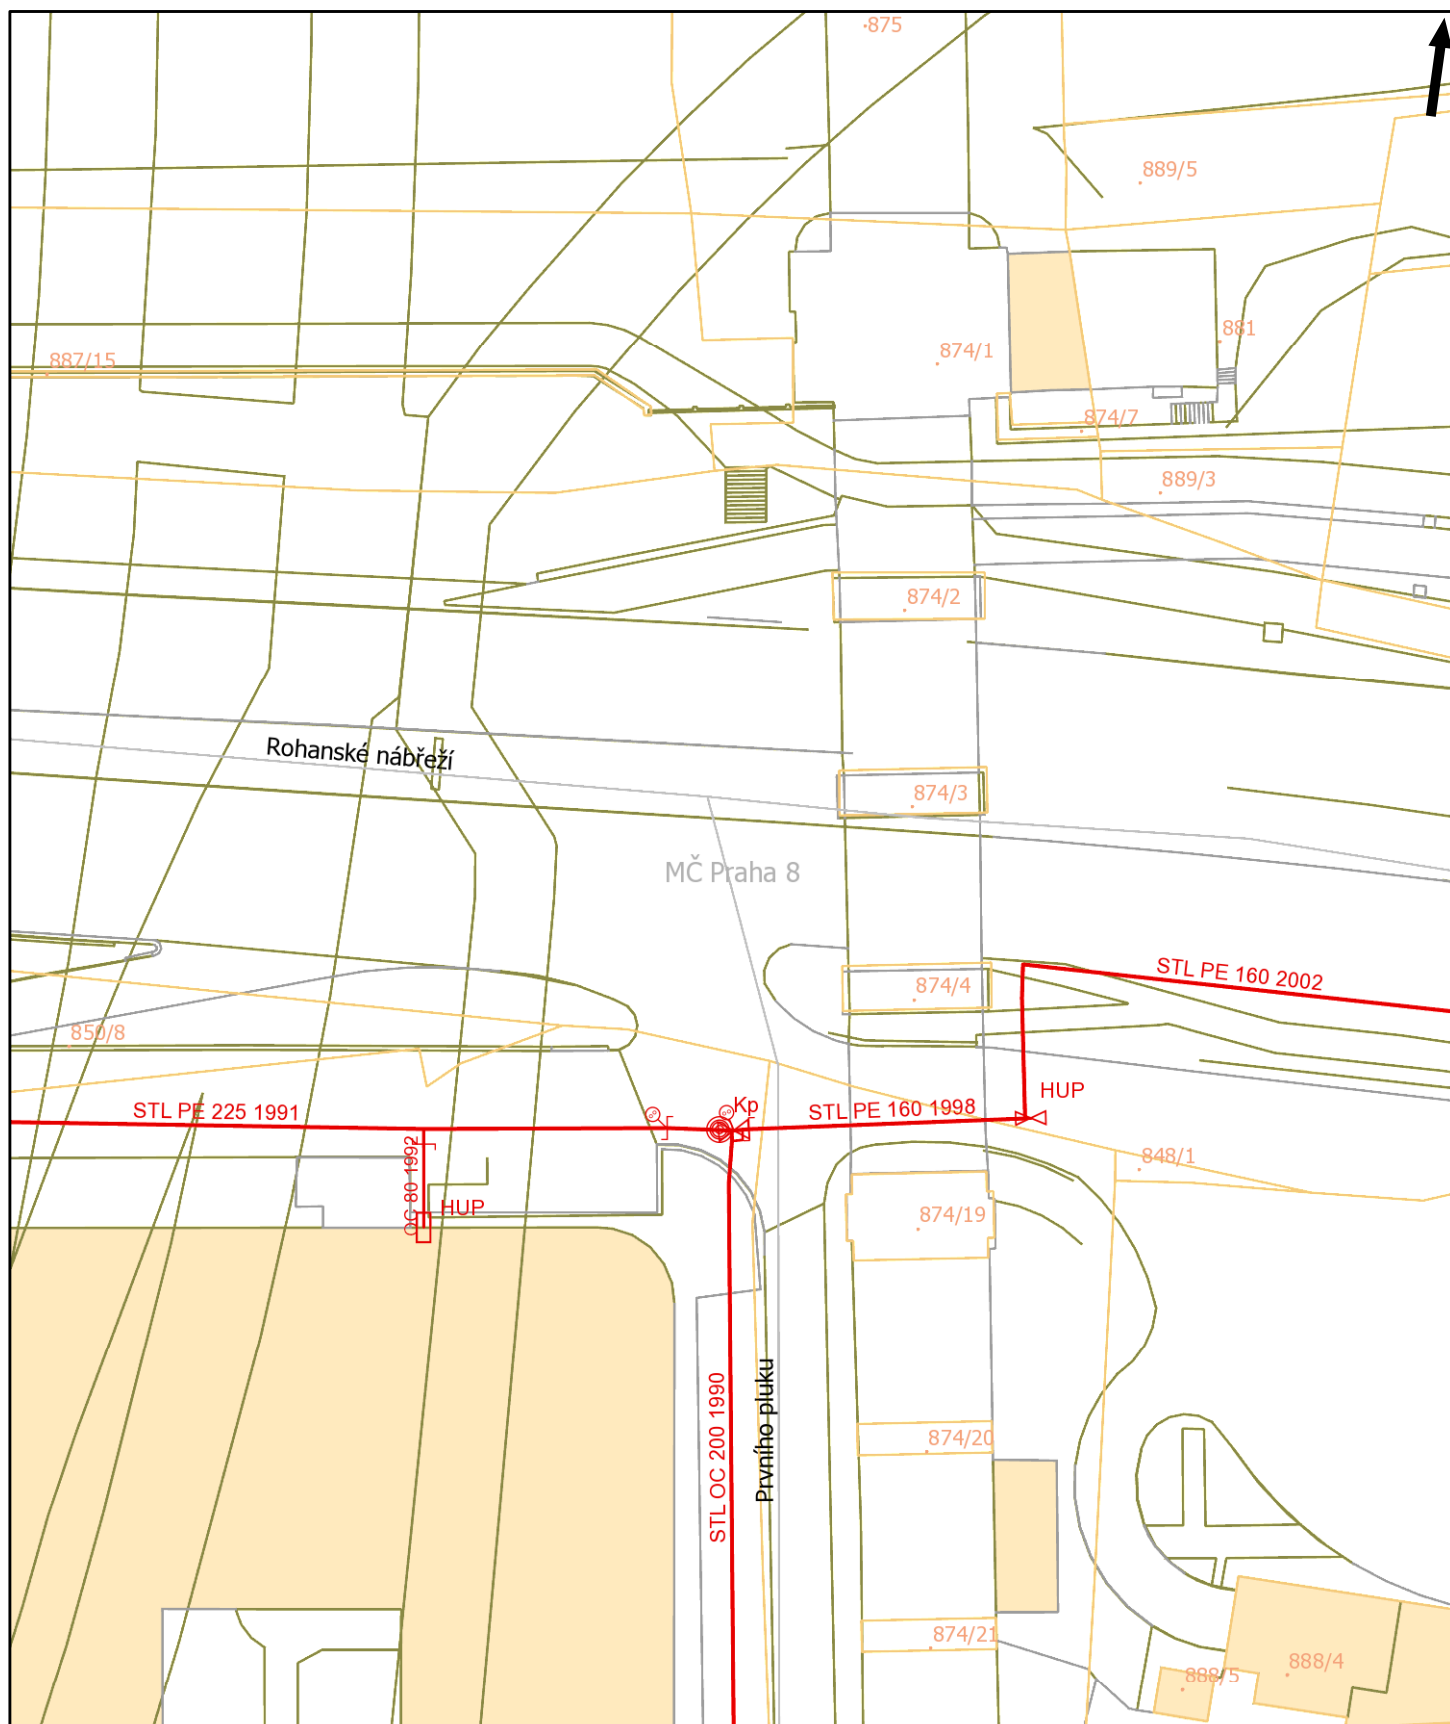 875
889/5
881
874/1
887/15
874/7
889/3
874/2
Rohanské nábřeží
874/3
MČ Praha 8
STL PE 160 2002
874/4
850/8
HUP
Kp
STL PE 225 1991
STL PE 160 1998
848/1
OC 80 1992
HUP
874/19
STL OC 200 1990
Prvního pluku
874/20
874/21
888/4
888/5